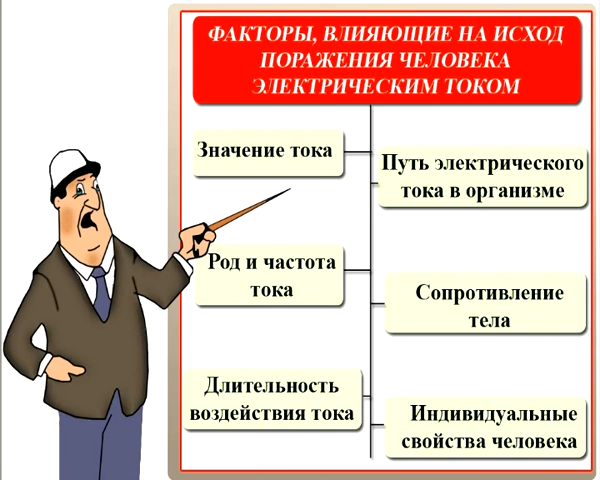 ФАКТОРЫ, ВЛИЯЮЩИЕ НА ИСХОД
ПОРАЖЕНИЯ ЧЕЛОВЕКА
ЭЛЕКТРИЧЕСКИМ ТОКОМ
Значение тока
Путь электрического
тока в организме
Род и частота
тока
Сопротивление
тела
Длительность
воздействия тока
Индивидуальные
свойства человека